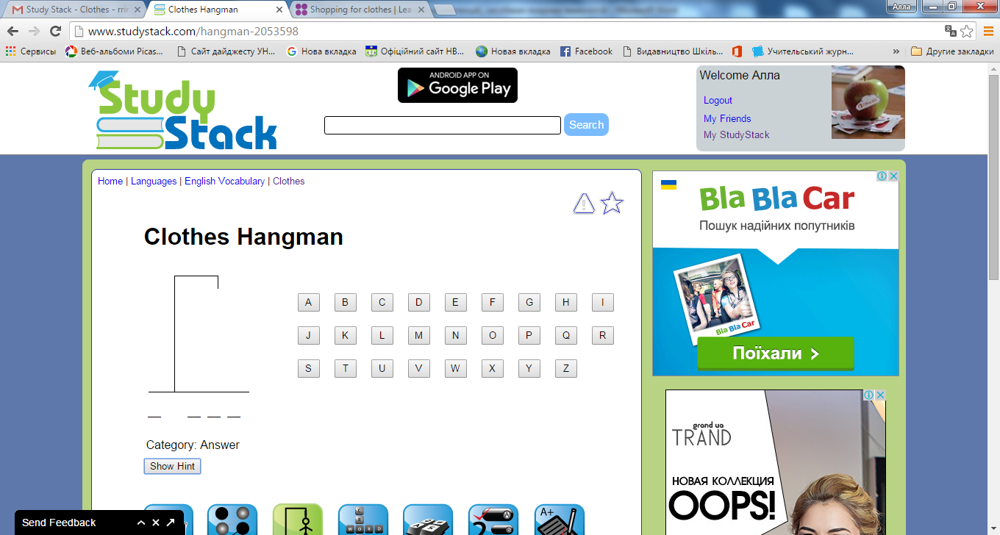 Study Stack - Clothes - rrin
Clothes Hangman
Shopping for clothes | Lea
Алла
www.studystack.com/hangman-2053598
Сервисы
Веб-альбоми Picas...
Сайт дайджесту УН...
Нова вкладка
Офіційний сайт НВ...
Новая вкладка
Facebook
Видавництво Шкіль...
Учительський журн...
»
Другие закладки
Study
Stack
ANDROID APP ON
Google Play
Search
Welcome Алла
Logout
My Friends
My StudyStack
Home | Languages | English Vocabulary | Clothes
Clothes Hangman
A B C D E F G H I
J K L M N O P Q R
S T U V W X Y Z
Category: Answer
Show Hint
Send Feedback
W O R D
A+
Bla Bla Car
Пошук надійних попутників
Bla Bla Car
Поїхали >
grand ua
TRAND
НОВАЯ КОЛЛЕКЦИЯ
OOPS!